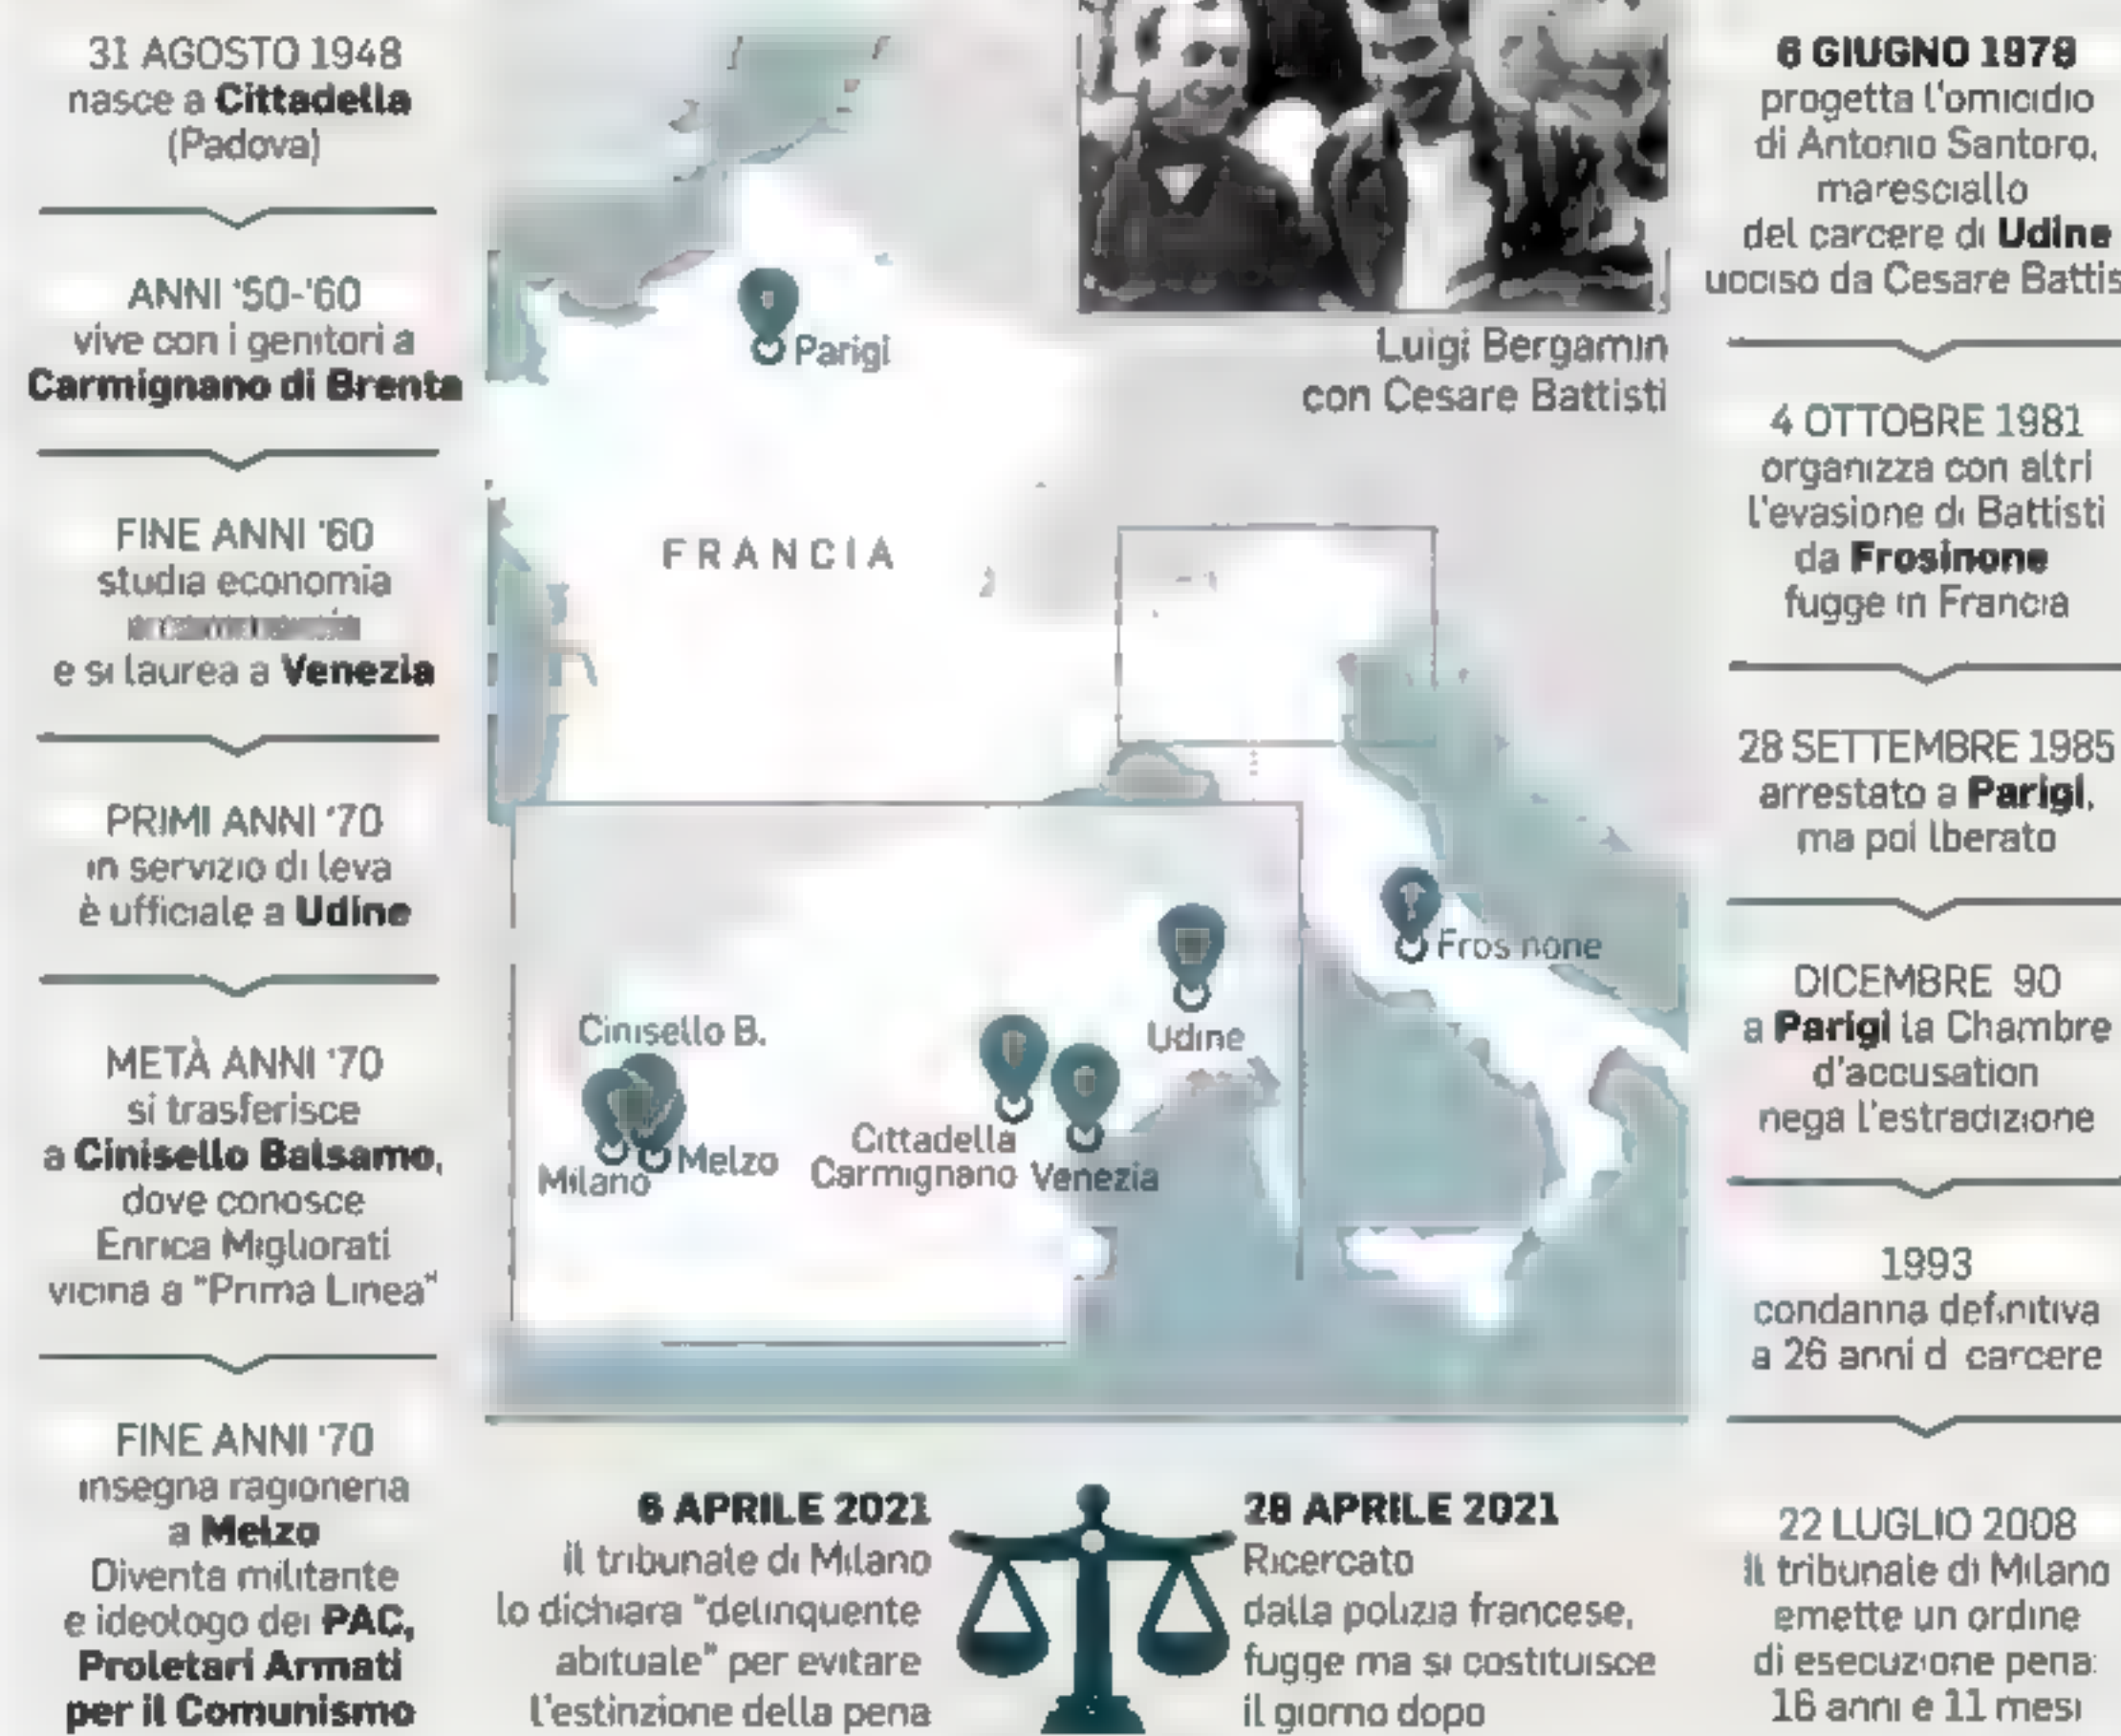 31 AGOSTO 1948
nasce a Cittadella
(Padova)
ANNI '50-'60
vive con i genitori a
Carmignano di Brenta
FINE ANNI '60
studia economia
e si laurea a Venezia
PRIMI ANNI '70
in servizio di leva
è ufficiale a Udine
METÀ ANNI '70
si trasferisce
a Cinisello Balsamo,
dove conosce
Enrica Migliorati
vicina a "Prima Linea"
FINE ANNI '70
insegna ragioneria
a Melzo
Diventa militante
e ideologo dei PAC,
Proletari Armati
per il Comunismo
Luigi Bergamin
con Cesare Battisti
Parigi
FRANCIA
Frosinone
Udine
Cinisello B.
Milano
Melzo
Cittadella
Carmignano
Venezia
6 APRILE 2021
il tribunale di Milano
lo dichiara "delinquente
abituale" per evitare
l'estinzione della pena
28 APRILE 2021
Ricercato
dalla polizia francese,
fugge ma si costituisce
il giorno dopo
6 GIUGNO 1978
progetta l'omicidio
di Antonio Santoro,
maresciallo
del carcere di Udine
ucciso da Cesare Battis
4 OTTOBRE 1981
organizza con altri
l'evasione di Battisti
da Frosinone
fugge in Francia
28 SETTEMBRE 1985
arrestato a Parigi,
ma poi lberato
DICEMBRE 90
a Parigi la Chambre
d'accusation
nega l'estradizione
1993
condanna definitiva
a 26 anni d carcere
22 LUGLIO 2008
Il tribunale di Milano
emette un ordine
di esecuzione pena:
16 anni e 11 mesi